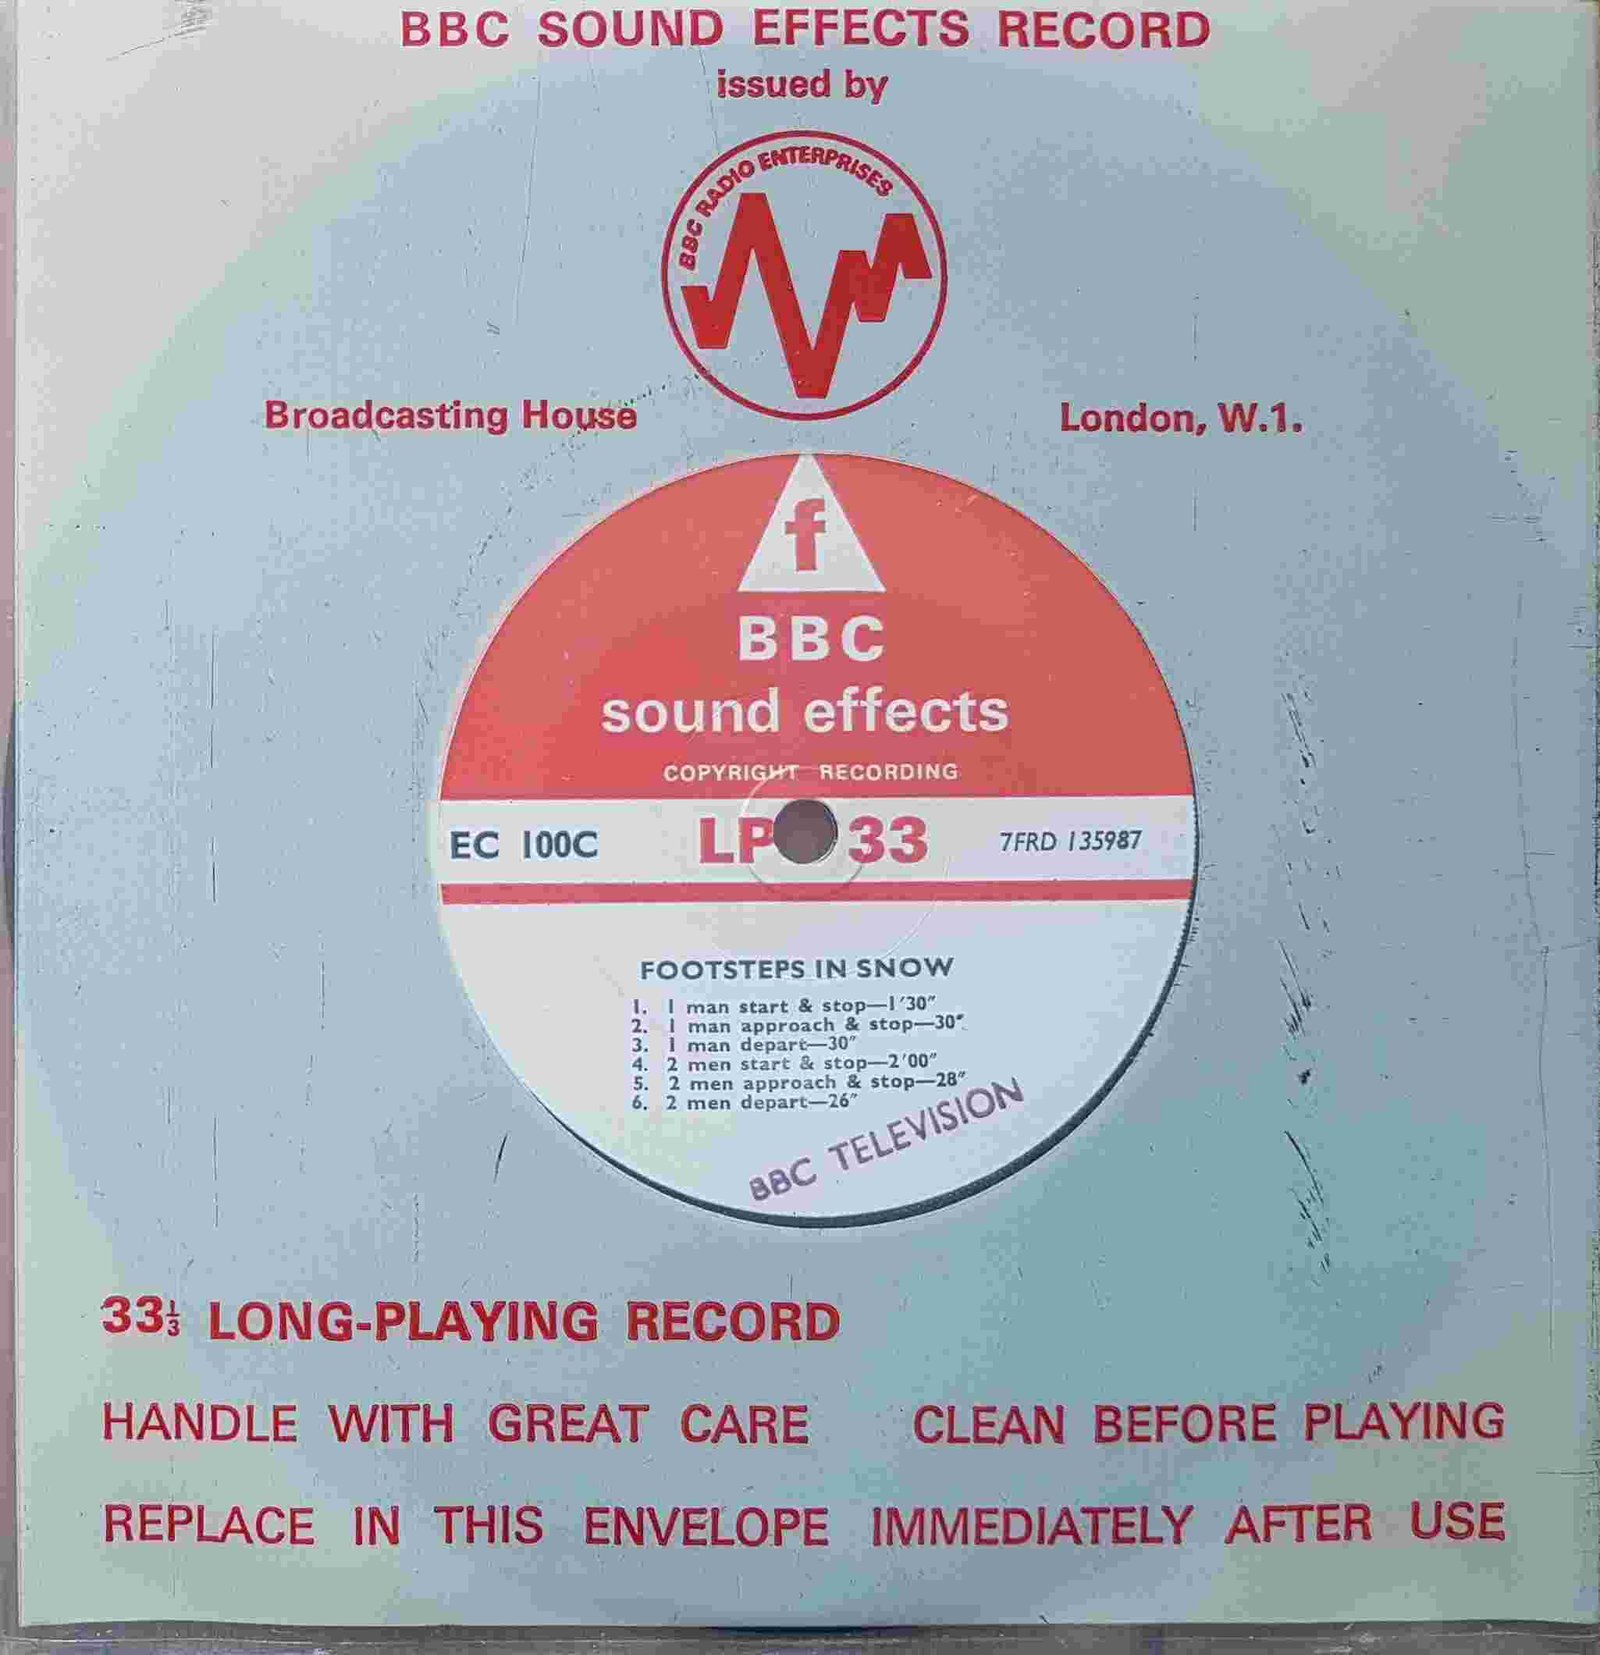 BBC SOUND EFFECTS RECORD
issued by
BBC RADIO ENTERPRISES
Broadcasting House London, W.1.
f
BBC
sound effects
COPYRIGHT RECORDING
EC 100C LP 33 7FRD 135987
FOOTSTEPS IN SNOW
1. 1 man start & stop—1'30"
2. 1 man approach & stop—30"
3. 1 man depart—30"
4. 2 men start & stop—2'00"
5. 2 men approach & stop—28"
6. 2 men depart—26"
BBC TELEVISION
33⅓ LONG-PLAYING RECORD
HANDLE WITH GREAT CARE CLEAN BEFORE PLAYING
REPLACE IN THIS ENVELOPE IMMEDIATELY AFTER USE